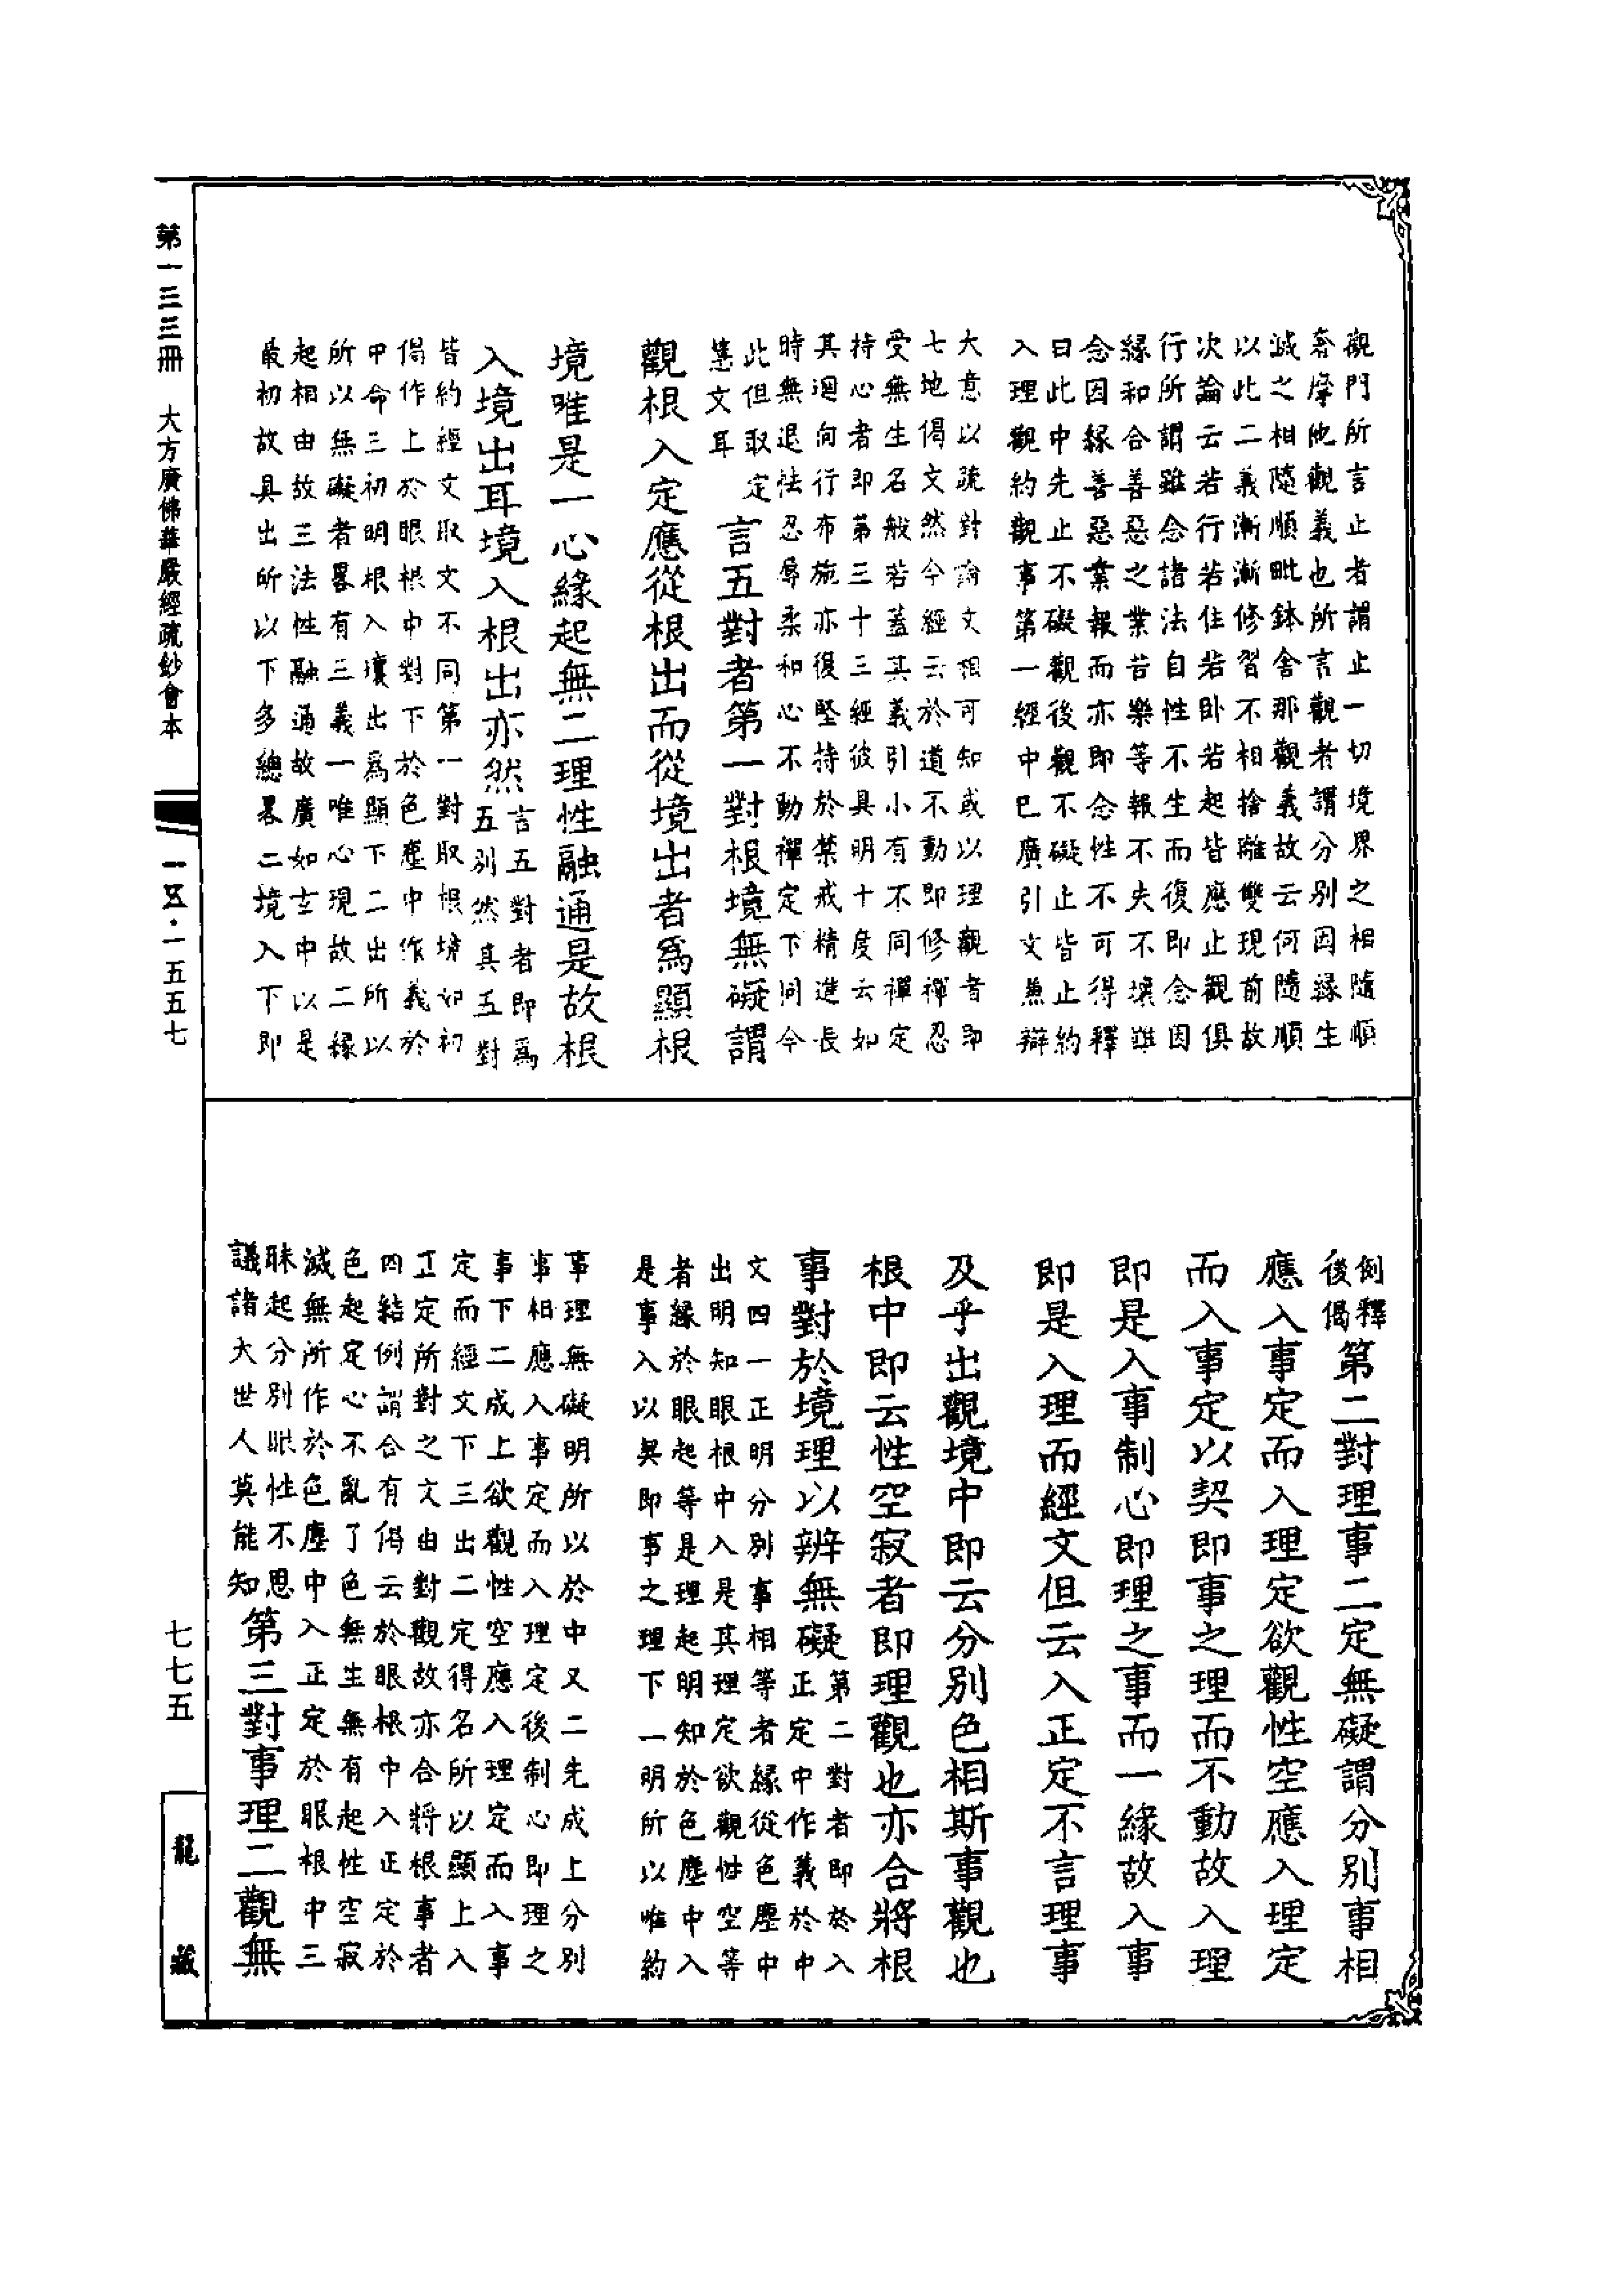 觀門所言止者謂止一切境界之相隨順
奢摩他觀義也所言觀者謂分別因緣生
滅之相隨順毗鉢舍那觀義故云何隨順
以此二義漸漸修習不相捨離雙現前故
次論云若行若住若卧若起皆應止觀俱
行所謂雖念諸法自性不生而復即念因
緣和合善惡之業苦樂等報不失不壞雖
念因緣善惡業報而亦即念性不可得釋
曰此中先止不礙觀後觀不礙止皆止約
入理觀約觀事第一經中已廣引文兼辯
大意以疏對論文相可知或以理觀者即
七地偈文然今經云於道不動即修禪忍
受無生名般若蓋其義引小有不同禪定
持心者即第三十三經彼具明十度云如
其迴向行布施亦復堅持於禁戒精進長
時無退怯忍辱柔和心不動禪定下同今
此但取定
慧文耳
言五對者第一對根境無礙謂
觀根入定應從根出而從境出者為顯根
境唯是一心緣起無二理性融通是故根
入境出耳境入根出亦然
言五對者即為
五別然其五對
皆約經文取文不同第一對取根境如初
偈作上於眼根中對下於色塵中作義於
中命三初明根入境出為顯下二出所以
所以無礙者畧有三義一唯心現故二緣
起相由故三法性融通故廣如玄中以是
最初故具出所以下多總畧二境入下即
例釋
後偈
第二對理事二定無礙謂分別事相
應入事定而入理定欲觀性空應入理定
而入事定以契即事之理而不動故入理
即是入事制心即理之事而一緣故入事
即是入理而經文但云入正定不言理事
及乎出觀境中即云分別色相斯事觀也
根中即云性空寂者即理觀也亦合將根
事對於境理以辨無礙
第二對者即於入
正定中作義於中
文四一正明分別事相等者緣從色塵中
出明知眼根中入是其理定欲觀性空等
者緣於眼起等是理起明知於色塵中入
是事入以契即事之理下一明所以唯約
事理無礙明所以於中又二先成上分別
事相應入事定而入理定後制心即理之
事下二成上欲觀性空應入理定而入事
定而經文下三出二定得名所以顯上入
正定所對之文由對觀故亦合將根事者
四結例謂合有偈云於眼根中入正定於
色起定心不亂了色無生無有起性空寂
滅無所作於色塵中入正定於眼根中三
昧起分別眼性不思
議諸大世人莫能知
第三對事理二觀無
第一三三冊　大方廣佛華嚴經疏鈔會本
一五·一五五七
七七五
龍藏